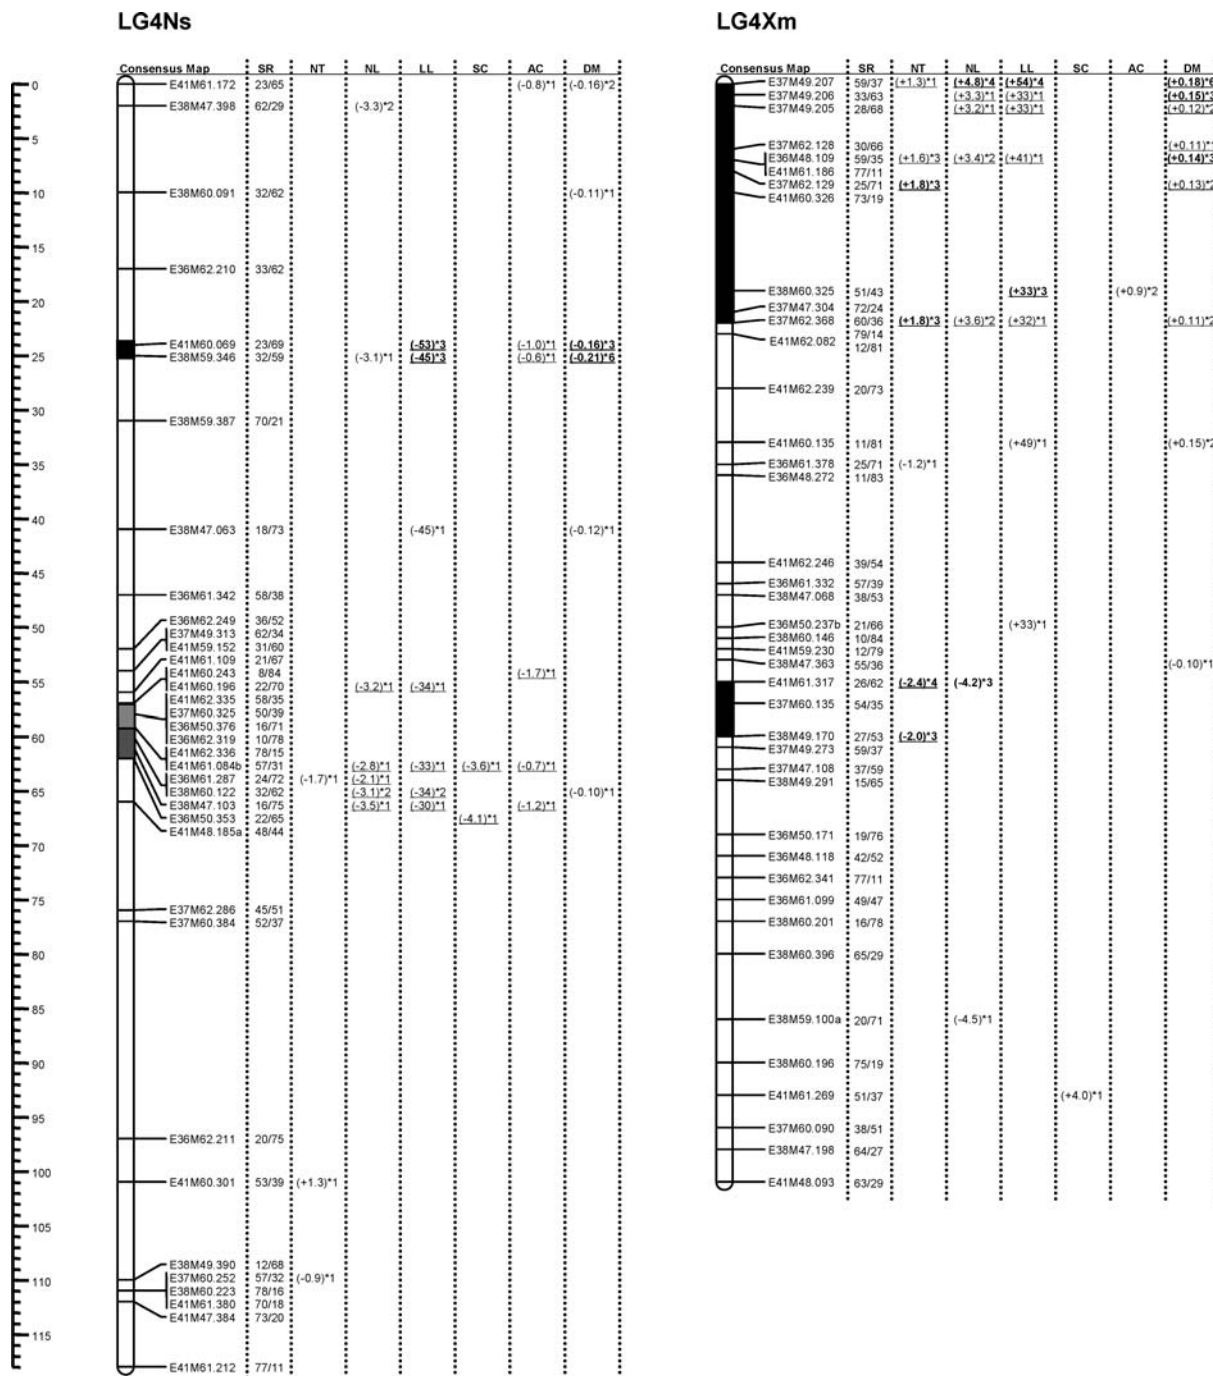 LG4Ns
Consensus Map SR NT NL LL SC AC DM
0 E41M61.172 23/65 (-0.8)*1 (-0.16)*2
E38M47.398 62/29 (-3.3)*2
5
10 E38M60.091 32/62 (-0.11)*1
15
E36M62.210 33/62
20
E41M60.069 23/69 (-53)*3 (-1.0)*1 (-0.16)*3
25 E38M59.346 32/59 (-3.1)*1 (-45)*3 (-0.6)*1 (-0.21)*6
30
E38M59.387 70/21
35
40
E38M47.063 18/73 (-45)*1 (-0.12)*1
45
E36M61.342 58/38
E36M62.249 36/52
50 E37M49.313 62/34
E41M59.152 31/60
E41M61.109 21/67
E41M60.243 8/84 (-1.7)*1
55 E41M60.196 22/70 (-3.2)*1 (-34)*1
E41M62.335 58/35
E37M60.325 50/39
E36M50.376 16/71
60 E36M62.319 10/78
E41M62.336 78/15
E41M61.084b 57/31 (-2.8)*1 (-33)*1 (-3.6)*1 (-0.7)*1
E36M61.287 24/72 (-1.7)*1 (-2.1)*1
65 E38M60.122 32/62 (-3.1)*2 (-34)*2 (-0.10)*1
E38M47.103 16/75 (-3.5)*1 (-30)*1 (-1.2)*1
E36M50.353 22/65 (-4.1)*1
E41M48.185a 48/44
70
75
E37M62.286 45/51
E37M60.384 52/37
80
85
90
95
E36M62.211 20/75
100
E41M60.301 53/39 (+1.3)*1
105
E38M49.390 12/68
110 E37M60.252 57/32 (-0.9)*1
E38M60.223 78/16
E41M61.380 70/18
E41M47.384 73/20
115
E41M61.212 77/11
LG4Xm
Consensus Map SR NT NL LL SC AC DM
E37M49.207 59/37 (+1.3)*1 (+4.8)*4 (+54)*4 (+0.18)*6
E37M49.206 33/63 (+3.3)*1 (+33)*1 (+0.15)*3
E37M49.205 28/68 (+3.2)*1 (+33)*1 (+0.12)*2
E37M62.128 30/66 (+0.11)*1
E36M48.109 59/35 (+1.6)*3 (+3.4)*2 (+41)*1 (+0.14)*3
E41M61.186 77/11
E37M62.129 25/71 (+1.8)*3 (+0.13)*2
E41M60.326 73/19
E38M60.325 51/43 (+33)*3 (+0.9)*2
E37M47.304 72/24
E37M62.368 60/36 (+1.8)*3 (+3.6)*2 (+32)*1 (+0.11)*2
79/14
E41M62.082 12/81
E41M62.239 20/73
E41M60.135 11/81 (+49)*1 (+0.15)*2
E36M61.378 25/71 (-1.2)*1
E36M48.272 11/83
E41M62.246 39/54
E36M61.332 57/39
E38M47.068 38/53
E36M50.237b 21/66 (+33)*1
E38M60.146 10/84
E41M59.230 12/79
E38M47.363 55/36 (-0.10)*1
E41M61.317 26/62 (-2.4)*4 (-4.2)*3
E37M60.135 54/35
E38M49.170 27/53 (-2.0)*3
E37M49.273 59/37
E37M47.108 37/59
E38M49.291 15/65
E36M50.171 19/76
E36M48.118 42/52
E36M62.341 77/11
E36M61.099 49/47
E38M60.201 16/78
E38M60.396 65/29
E38M59.100a 20/71 (-4.5)*1
E38M60.196 75/19
E41M61.269 51/37 (+4.0)*1
E37M60.090 38/51
E38M47.198 64/27
E41M48.093 63/29